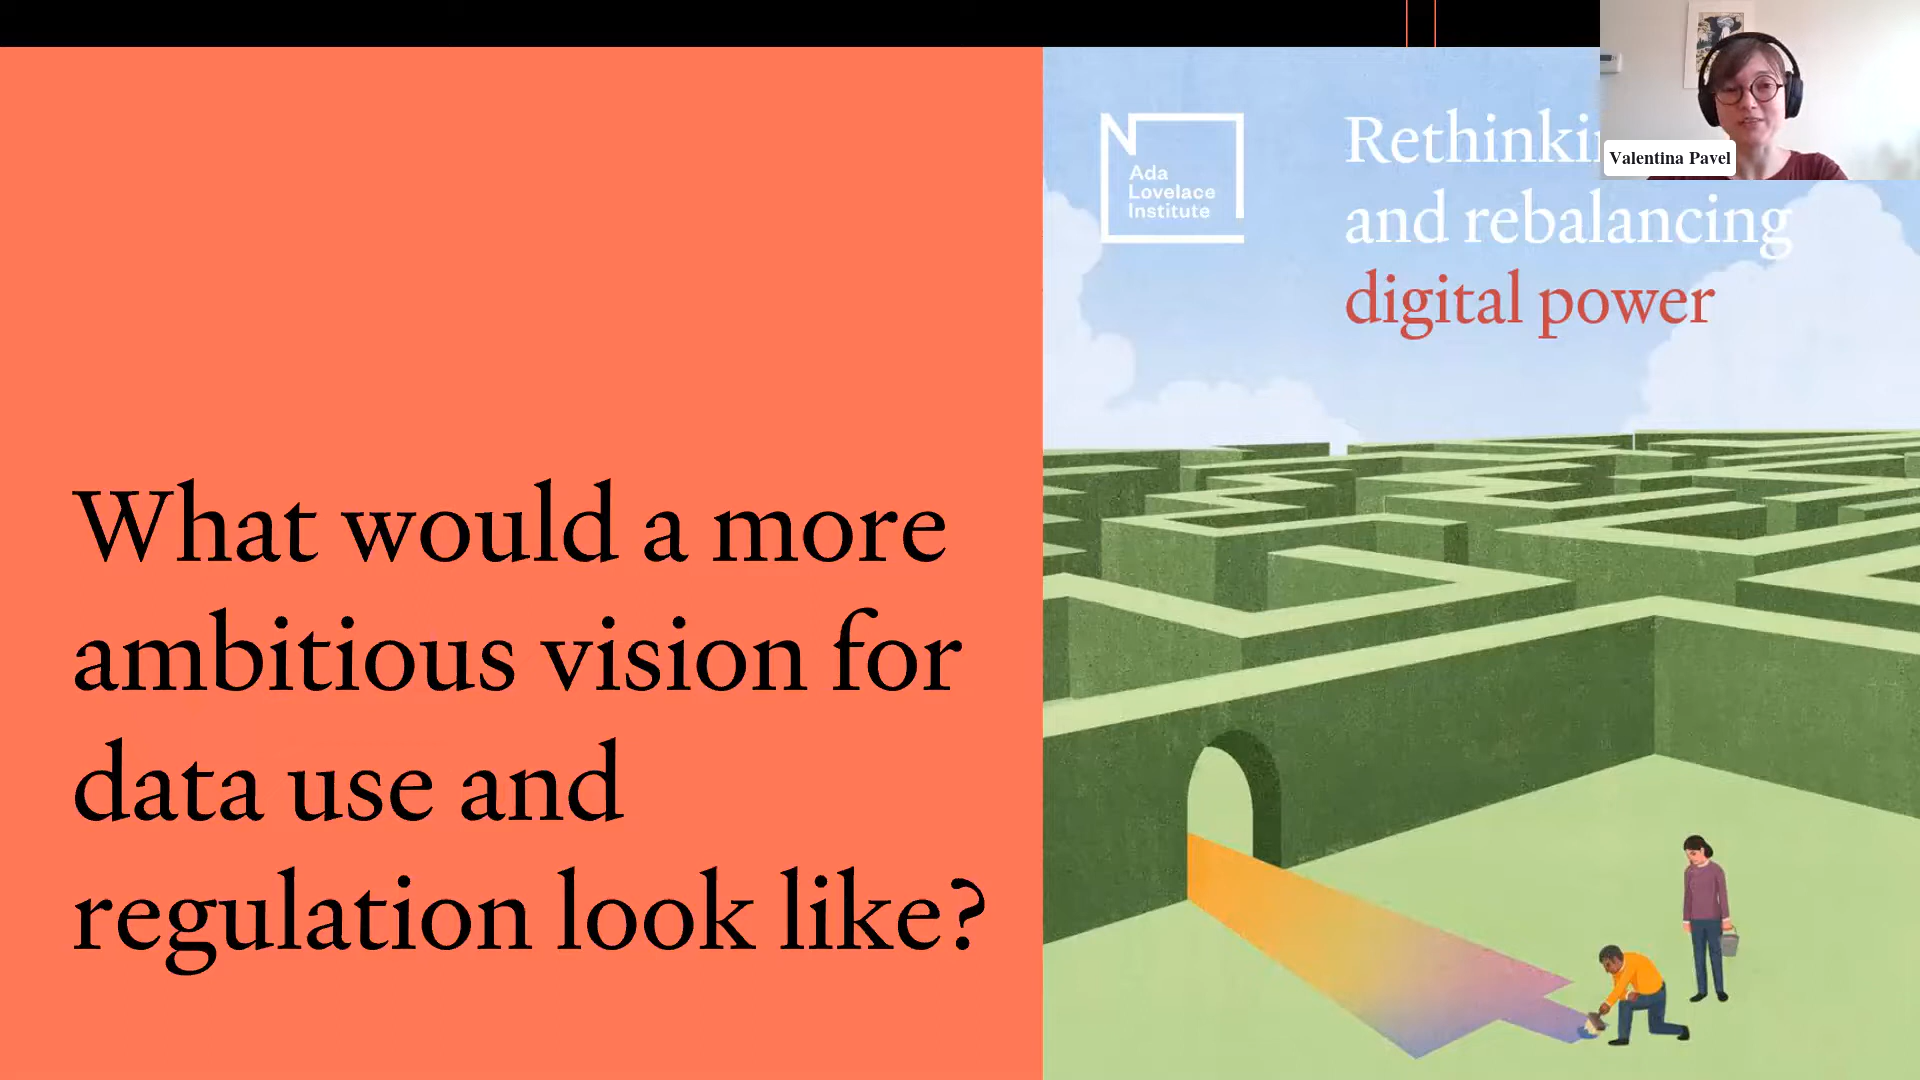 What would a more
ambitious vision for
data use and
regulation look like?
Ada
Lovelace
Institute
and rebalancing
digital power
Valentina Pavel